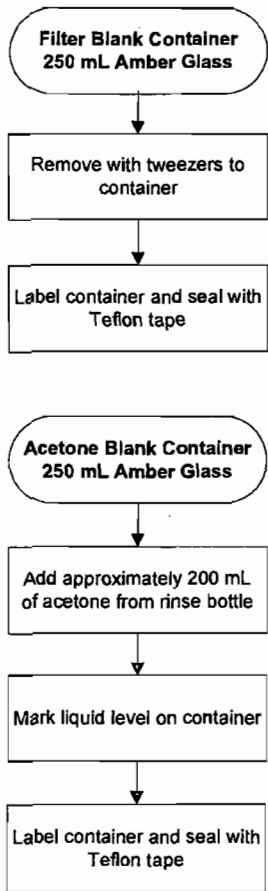 Filter Blank Container
250 mL Amber Glass
Remove with tweezers to
container
Label container and seal with
Teflon tape
Acetone Blank Container
250 mL Amber Glass
Add approximately 200 mL
of acetone from rinse bottle
Mark liquid level on container
Label container and seal with
Teflon tape